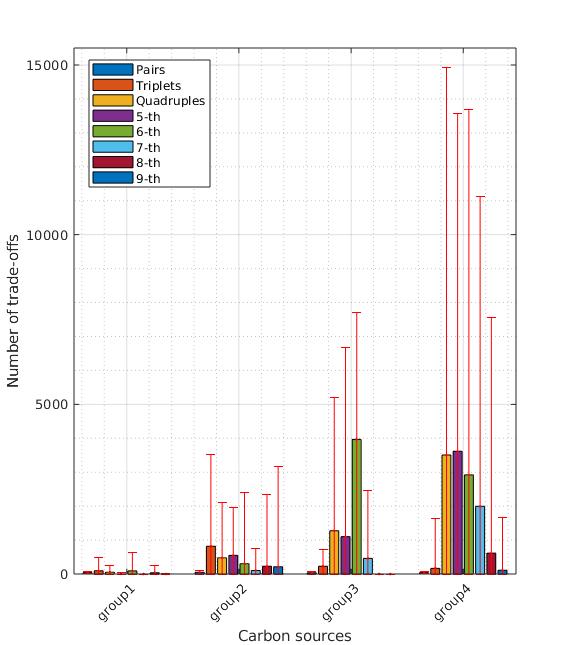 15000
10000
5000
0
Number of trade-offs
Pairs
Triplets
Quadruples
5-th
6-th
7-th
8-th
9-th
group1
group2
group3
group4
Carbon sources